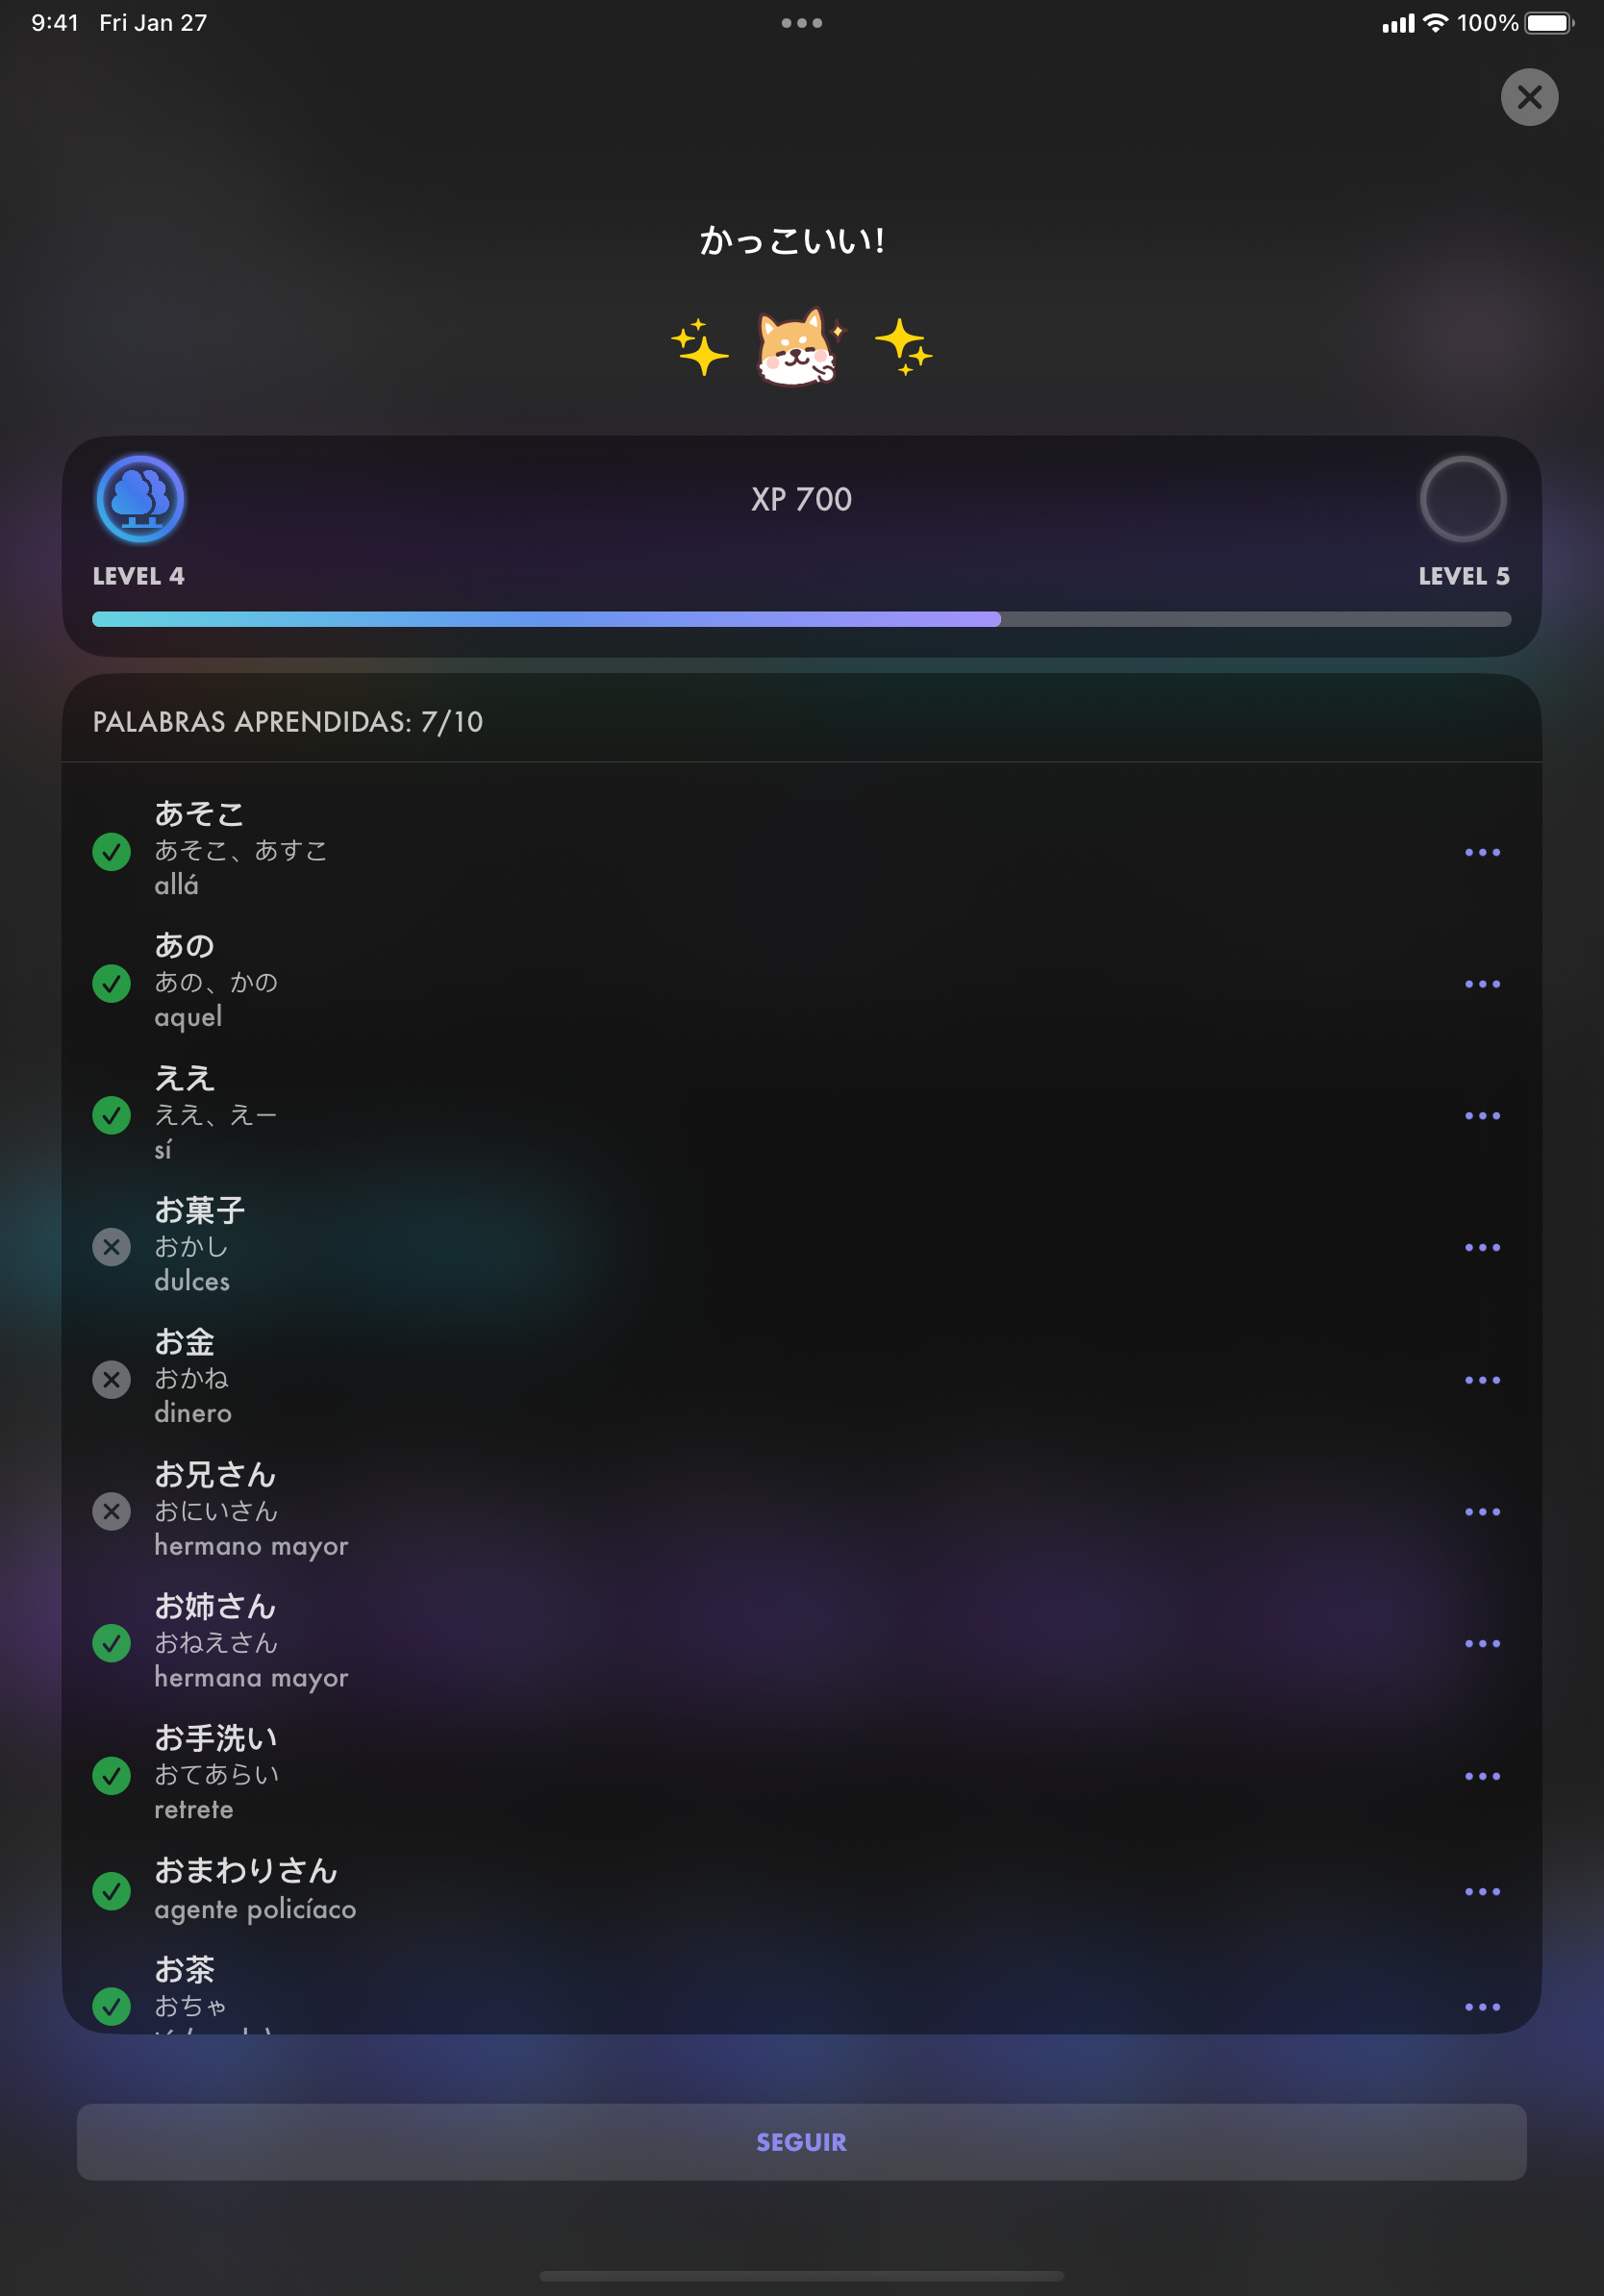 9:41 Fri Jan 27
100%
かっこいい!
XP 700
LEVEL 4
LEVEL 5
PALABRAS APRENDIDAS: 7/10
あそこ
あそこ、あすこ
allá
あの
あの、かの
aquel
ええ
ええ、えー
sí
お菓子
おかし
dulces
お金
おかね
dinero
お兄さん
おにいさん
hermano mayor
お姉さん
おねえさん
hermana mayor
お手洗い
おてあらい
retrete
おまわりさん
agente policíaco
お茶
おちゃ
SEGUIR